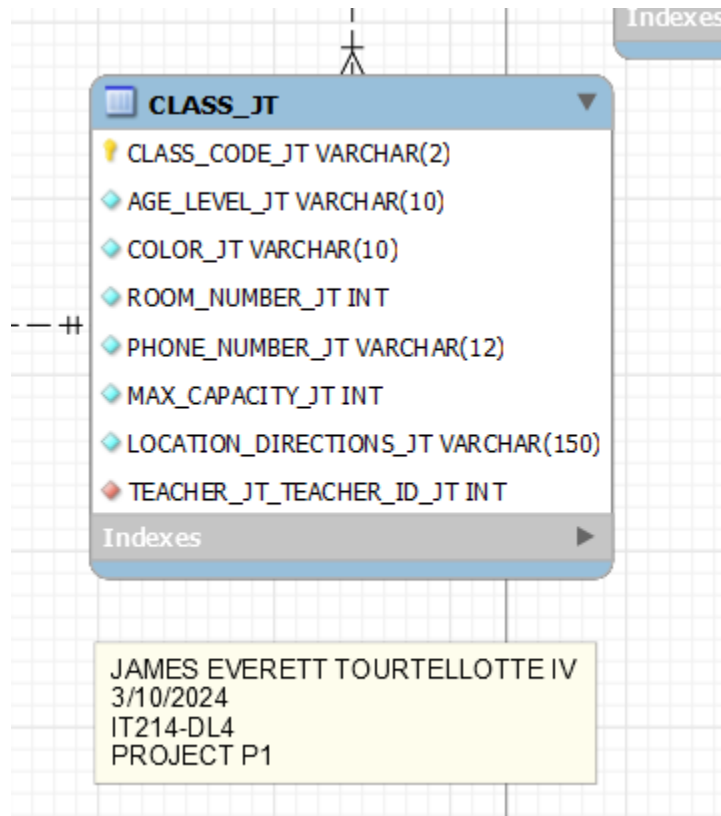 Indexes
CLASS_JT
CLASS_CODE_JT VARCHAR(2)
AGE_LEVEL_JT VARCHAR(10)
COLOR_JT VARCHAR(10)
ROOM_NUMBER_JT INT
PHONE_NUMBER_JT VARCHAR(12)
MAX_CAPACITY_JT INT
LOCATION_DIRECTIONS_JT VARCHAR(150)
TEACHER_JT_TEACHER_ID_JT INT
Indexes
JAMES EVERETT TOURTELLOTTE IV
3/10/2024
IT214-DL4
PROJECT P1